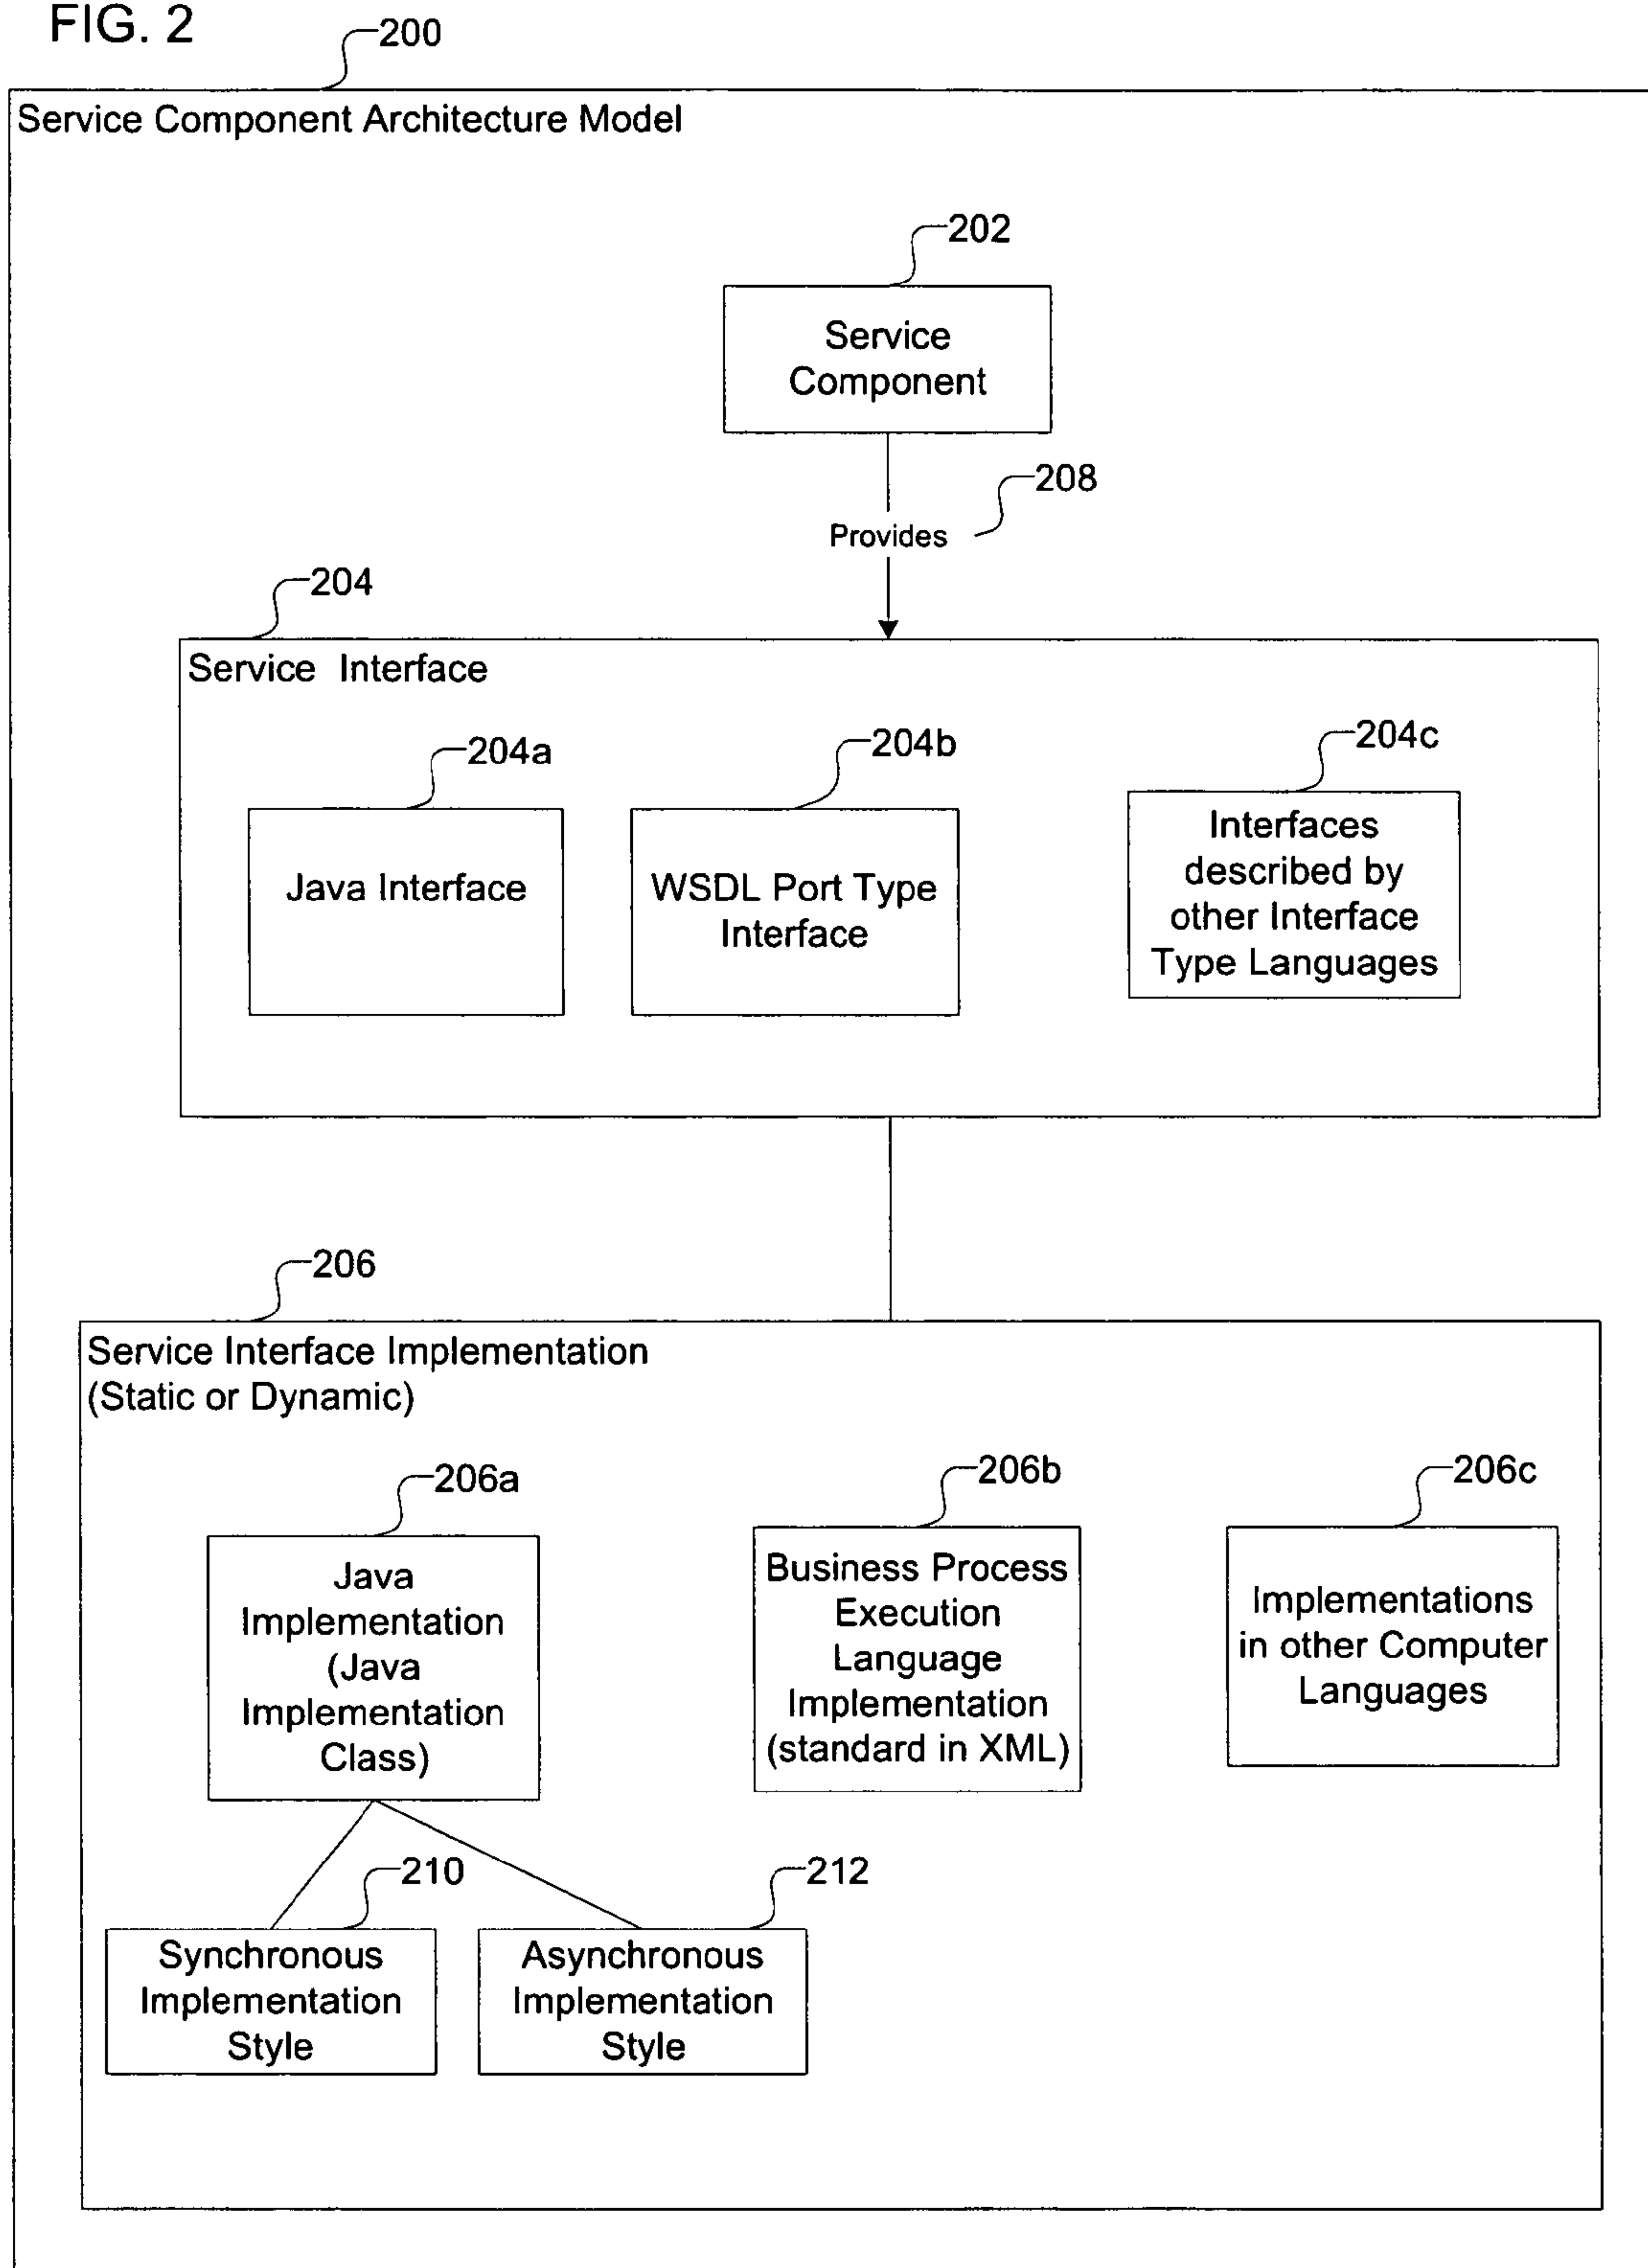 FIG. 2
200
Service Component Architecture Model
202
Service
Component
208
Provides
204
Service Interface
204a
204b
204c
Java Interface
WSDL Port Type
Interface
Interfaces
described by
other Interface
Type Languages
206
Service Interface Implementation
(Static or Dynamic)
206a
206b
206c
Java
Implementation
(Java
Implementation
Class)
Business Process
Execution
Language
Implementation
(standard in XML)
Implementations
in other Computer
Languages
210
212
Synchronous
Implementation
Style
Asynchronous
Implementation
Style